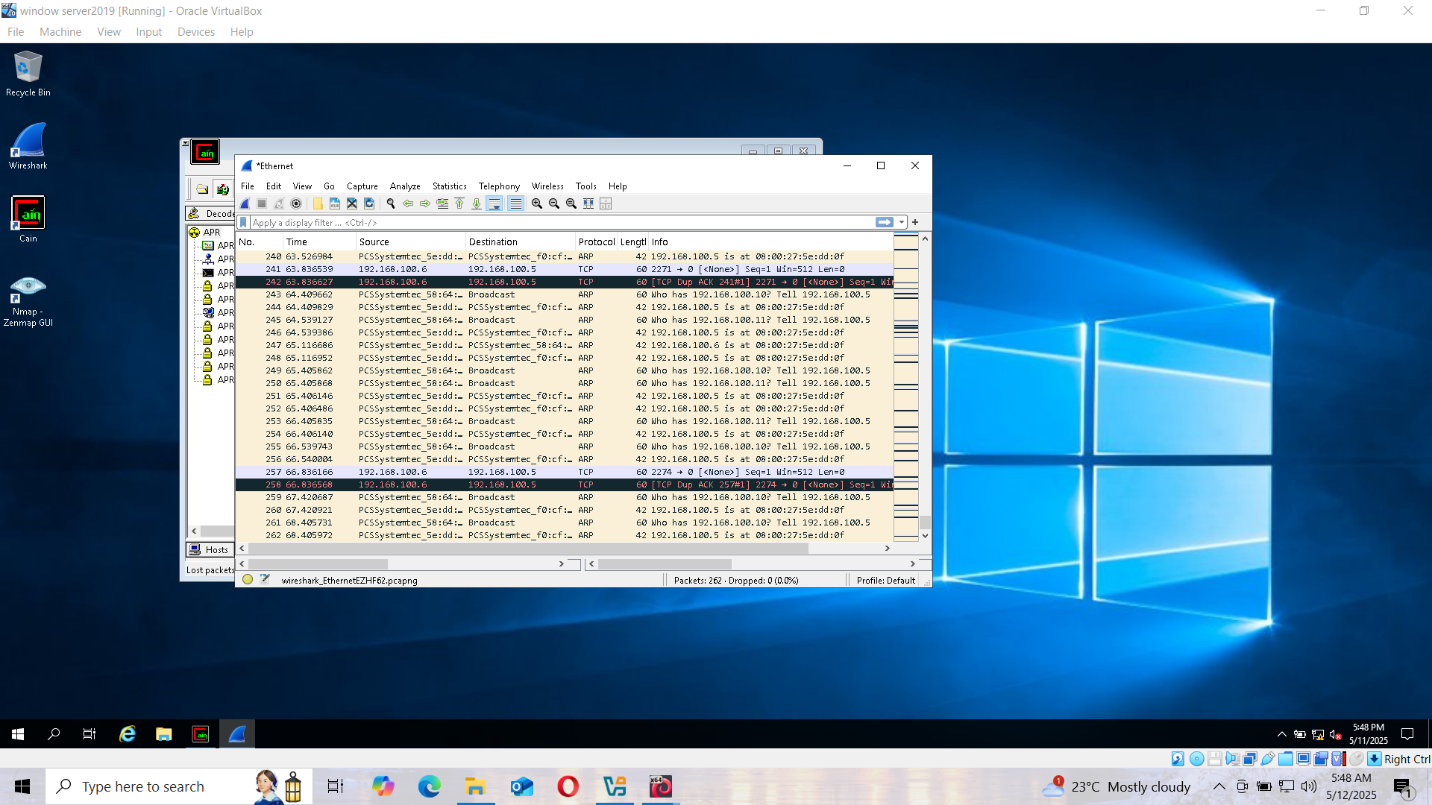 window server2019 [Running] - Oracle VirtualBox
File Machine View Input Devices Help
Recycle Bin
Wireshark
Cain
Nmap -
Zenmap GUI
Decode
APR
APR
APR
APR
APR
APR
APR
APR
APR
APR
APR
APR
Hosts
Lost packets
*Ethernet
File Edit View Go Capture Analyze Statistics Telephony Wireless Tools Help
Apply a display filter ... <Ctrl-/>
No. Time Source Destination Protocol Lengtl Info
240 63.526984 PCSSystemtec_5e:dd:… PCSSystemtec_f0:cf:… ARP 42 192.168.100.5 is at 08:00:27:5e:dd:0f
241 63.836539 192.168.100.6 192.168.100.5 TCP 60 2271 → 0 [<None>] Seq=1 Win=512 Len=0
242 63.836627 192.168.100.6 192.168.100.5 TCP 60 [TCP Dup ACK 241#1] 2271 → 0 [<None>] Seq=1 Wi
243 64.409662 PCSSystemtec_58:64:… Broadcast ARP 60 Who has 192.168.100.10? Tell 192.168.100.5
244 64.409829 PCSSystemtec_5e:dd:… PCSSystemtec_f0:cf:… ARP 42 192.168.100.5 is at 08:00:27:5e:dd:0f
245 64.539127 PCSSystemtec_58:64:… Broadcast ARP 60 Who has 192.168.100.11? Tell 192.168.100.5
246 64.539386 PCSSystemtec_5e:dd:… PCSSystemtec_f0:cf:… ARP 42 192.168.100.5 is at 08:00:27:5e:dd:0f
247 65.116686 PCSSystemtec_5e:dd:… PCSSystemtec_58:64:… ARP 42 192.168.100.6 is at 08:00:27:5e:dd:0f
248 65.116952 PCSSystemtec_5e:dd:… PCSSystemtec_f0:cf:… ARP 42 192.168.100.5 is at 08:00:27:5e:dd:0f
249 65.405862 PCSSystemtec_58:64:… Broadcast ARP 60 Who has 192.168.100.10? Tell 192.168.100.5
250 65.405868 PCSSystemtec_58:64:… Broadcast ARP 60 Who has 192.168.100.11? Tell 192.168.100.5
251 65.406146 PCSSystemtec_5e:dd:… PCSSystemtec_f0:cf:… ARP 42 192.168.100.5 is at 08:00:27:5e:dd:0f
252 65.406486 PCSSystemtec_5e:dd:… PCSSystemtec_f0:cf:… ARP 42 192.168.100.5 is at 08:00:27:5e:dd:0f
253 66.405835 PCSSystemtec_58:64:… Broadcast ARP 60 Who has 192.168.100.11? Tell 192.168.100.5
254 66.406140 PCSSystemtec_5e:dd:… PCSSystemtec_f0:cf:… ARP 42 192.168.100.5 is at 08:00:27:5e:dd:0f
255 66.539743 PCSSystemtec_58:64:… Broadcast ARP 60 Who has 192.168.100.10? Tell 192.168.100.5
256 66.540004 PCSSystemtec_5e:dd:… PCSSystemtec_f0:cf:… ARP 42 192.168.100.5 is at 08:00:27:5e:dd:0f
257 66.836166 192.168.100.6 192.168.100.5 TCP 60 2274 → 0 [<None>] Seq=1 Win=512 Len=0
258 66.836568 192.168.100.6 192.168.100.5 TCP 60 [TCP Dup ACK 257#1] 2274 → 0 [<None>] Seq=1 Wi
259 67.420687 PCSSystemtec_58:64:… Broadcast ARP 60 Who has 192.168.100.10? Tell 192.168.100.5
260 67.420921 PCSSystemtec_5e:dd:… PCSSystemtec_f0:cf:… ARP 42 192.168.100.5 is at 08:00:27:5e:dd:0f
261 68.405731 PCSSystemtec_58:64:… Broadcast ARP 60 Who has 192.168.100.10? Tell 192.168.100.5
262 68.405972 PCSSystemtec_5e:dd:… PCSSystemtec_f0:cf:… ARP 42 192.168.100.5 is at 08:00:27:5e:dd:0f
wireshark_EthernetEZHF62.pcapng
Packets: 262 · Dropped: 0 (0.0%)
Profile: Default
5:48 PM
5/11/2025
Right Ctrl
Type here to search
23°C Mostly cloudy
5:48 AM
5/12/2025